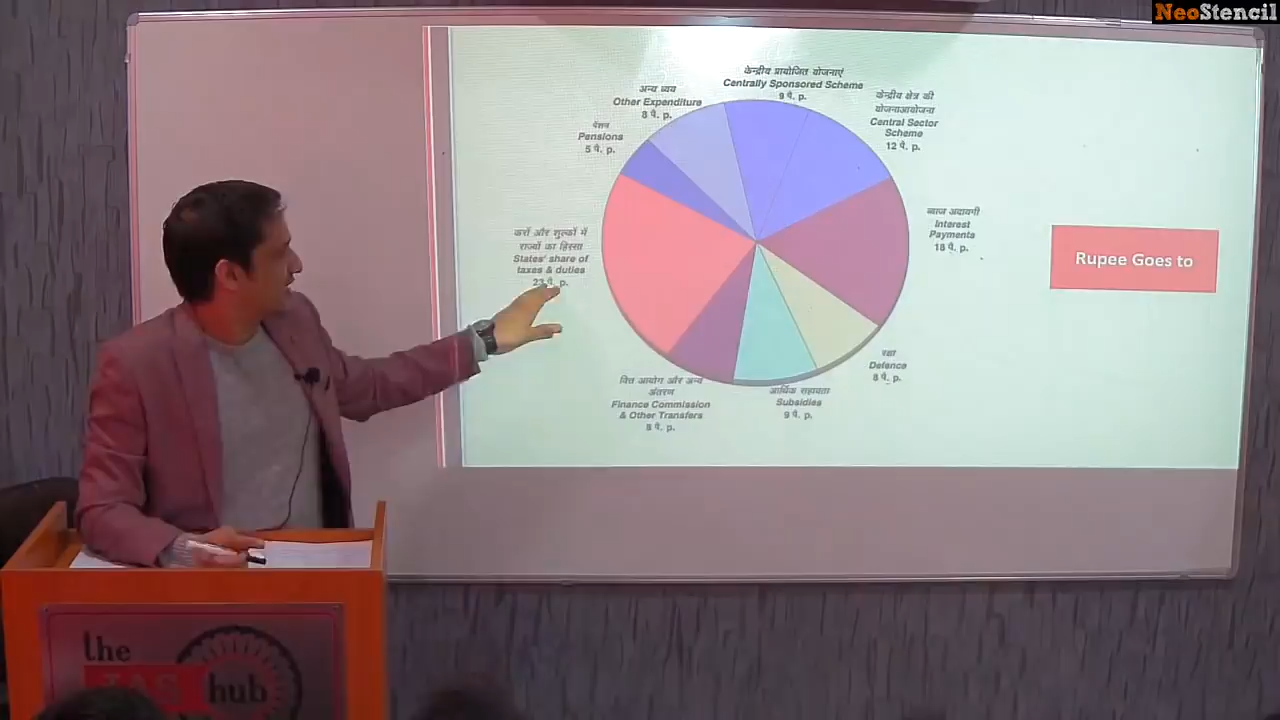 NeoStencil
केन्द्रीय प्रायोजित योजनाएं
Centrally Sponsored Scheme
9 पै. p.
अन्य व्यय
Other Expenditure
8 पै. p.
केन्द्रीय क्षेत्र की
Central Sector
Scheme
12 पै. p.
पेंशन
Pensions
5 पै. p.
ब्याज अदायगी
Interest
Payments
18 पै. p.
करों और शुल्कों में
राज्यों का हिस्सा
States' share of
taxes & duties
23 पै. p.
Rupee Goes to
रक्षा
Defence
8 पै. p.
वित्त आयोग और अन्य
अंतरण
Finance Commission
& Other Transfers
8 पै. p.
आर्थिक सहायता
Subsidies
9 पै. p.
the
IAS hub